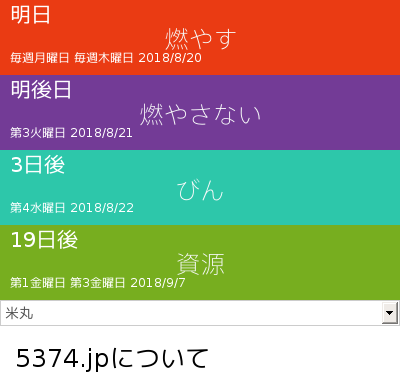 明日
燃やす
毎週月曜日 毎週木曜日 2018/8/20
明後日
燃やさない
第3火曜日 2018/8/21
3日後
びん
第4水曜日 2018/8/22
19日後
資源
第1金曜日 第3金曜日 2018/9/7
米丸
5374.jpについて